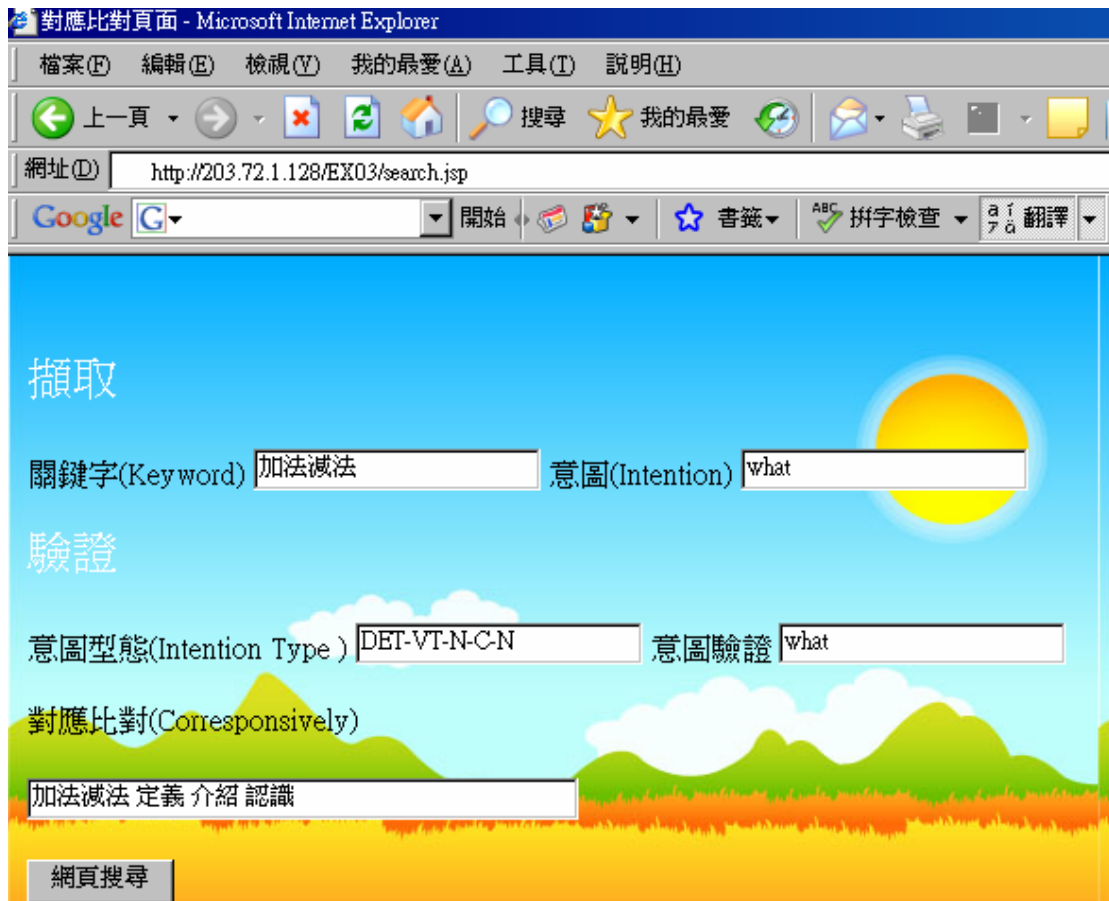 對應比對頁面 - Microsoft Internet Explorer
檔案(F) 編輯(E) 檢視(V) 我的最愛(A) 工具(T) 說明(H)
上一頁 搜尋 我的最愛
網址(D) http://203.72.1.128/EX03/search.jsp
Google G 開始 書籤 ABC 拼字檢查 翻譯
擷取
關鍵字(Keyword) 加法減法 意圖(Intention) what
驗證
意圖型態(Intention Type ) DET-VT-N-C-N 意圖驗證 what
對應比對(Corresponsively)
加法減法 定義 介紹 認識
網頁搜尋